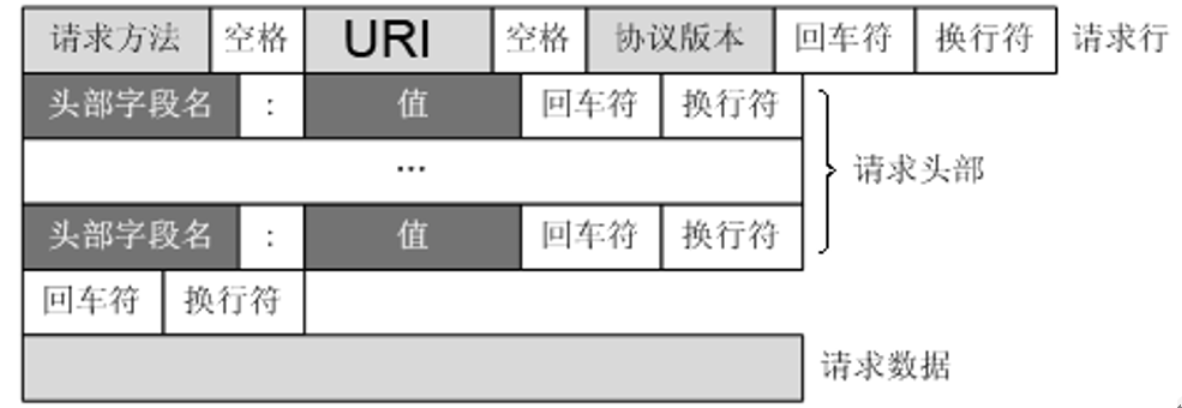 请求方法 空格 URI 空格 协议版本 回车符 换行符 请求行
头部字段名 : 值 回车符 换行符
... 请求头部
头部字段名 : 值 回车符 换行符
回车符 换行符
请求数据